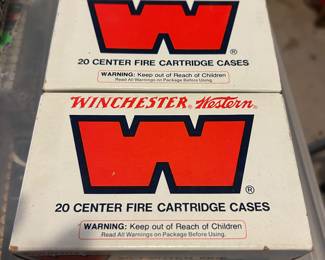 W ®
20 CENTER FIRE CARTRIDGE CASES
WARNING: Keep out of Reach of Children
Read All Warnings on Package Before Using.
WINCHESTER® Western®
W ®
20 CENTER FIRE CARTRIDGE CASES
WARNING: Keep out of Reach of Children
Read All Warnings on Package Before Using.
WINCHESTER Western